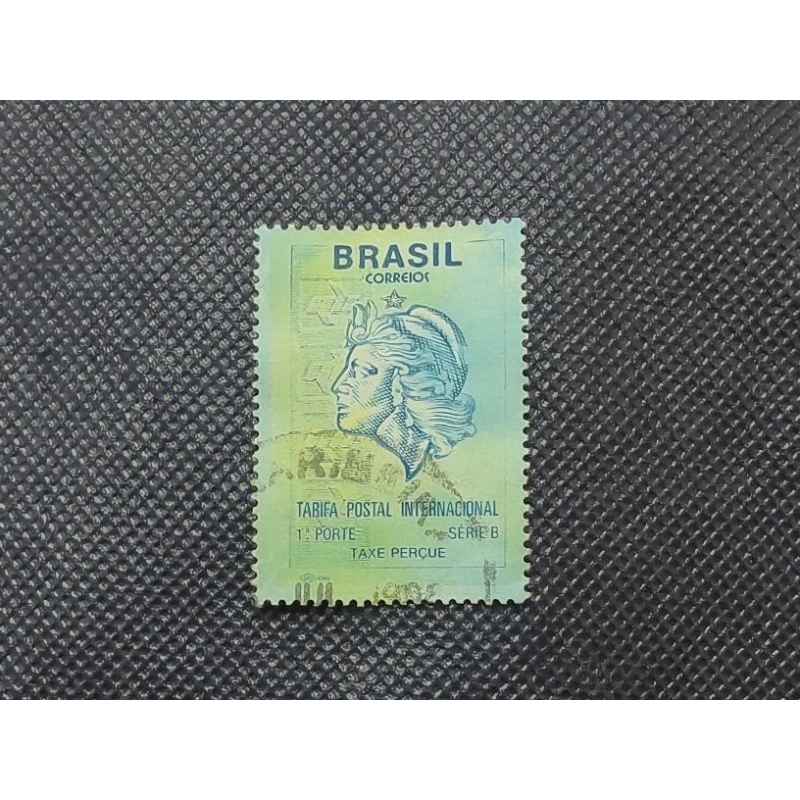 BRASIL
CORREIOS
TARIFA POSTAL INTERNACIONAL
1º PORTE SÉRIE B
TAXE PERÇUE